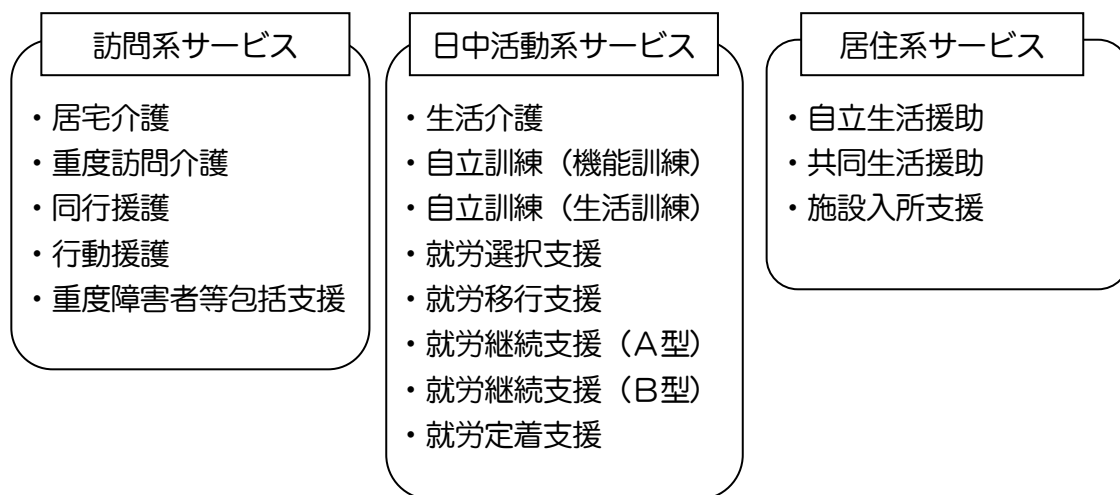 訪問系サービス
・居宅介護
・重度訪問介護
・同行援護
・行動援護
・重度障害者等包括支援
日中活動系サービス
・生活介護
・自立訓練（機能訓練）
・自立訓練（生活訓練）
・就労選択支援
・就労移行支援
・就労継続支援（Ａ型）
・就労継続支援（Ｂ型）
・就労定着支援
居住系サービス
・自立生活援助
・共同生活援助
・施設入所支援